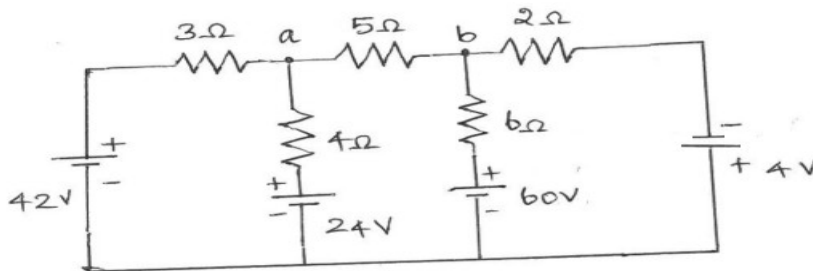 3Ω a 5Ω b 2Ω
4Ω 6Ω
+ - + + + -
42V - 24V - 60V - + 4V